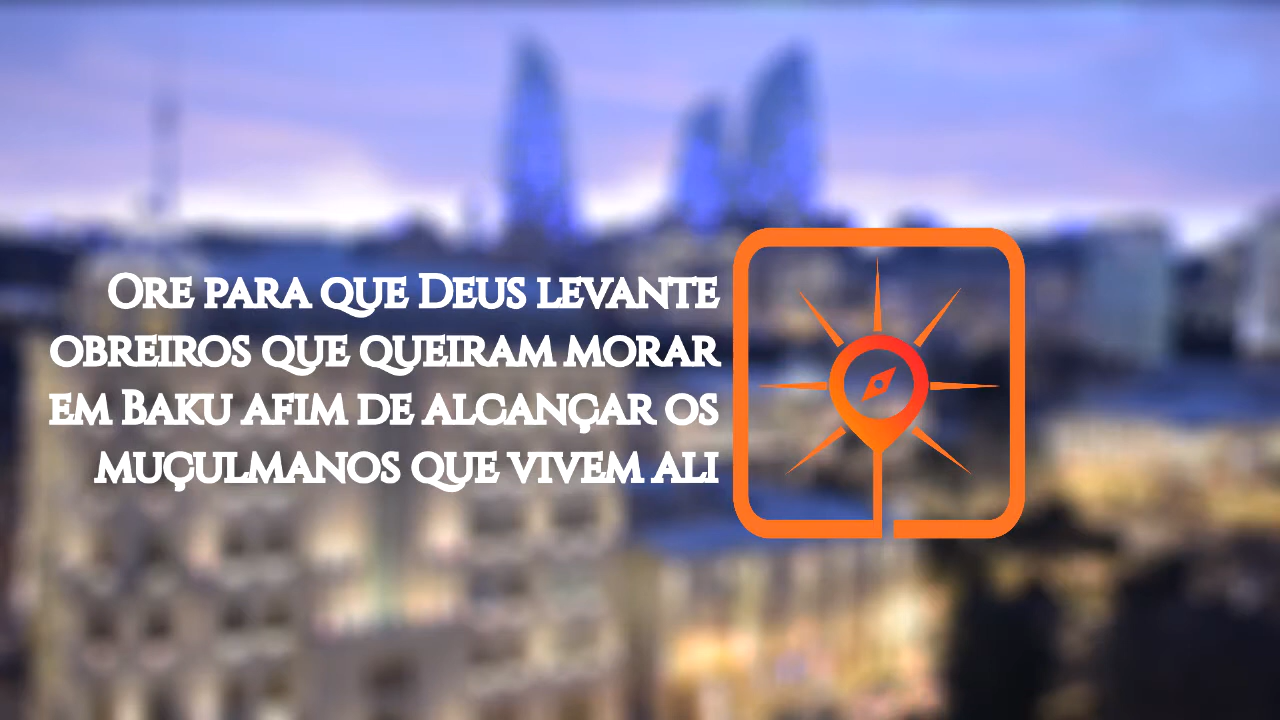 Ore para que Deus levante
obreiros que queiram morar
em Baku afim de alcançar os
muçulmanos que vivem ali